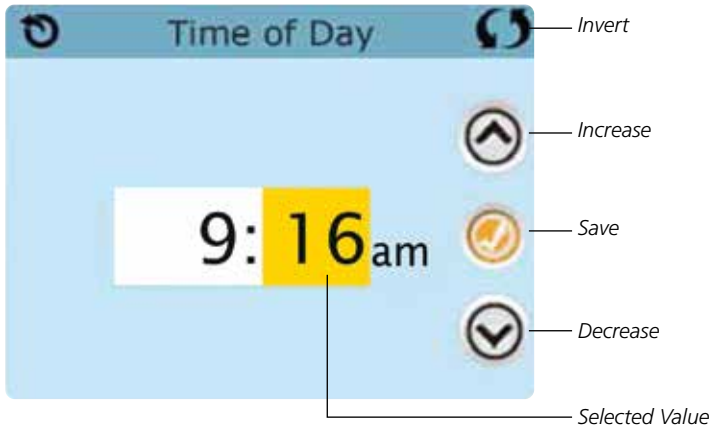 Time of Day
Invert
Increase
9:16am
Save
Decrease
Selected Value